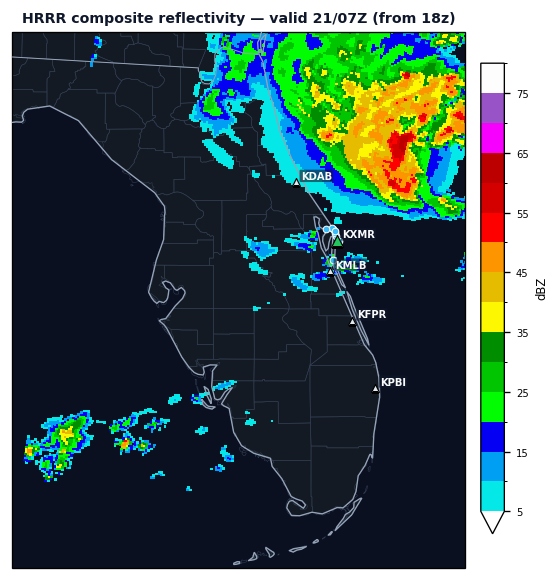 HRRR composite reflectivity — valid 21/07Z (from 18z)
75
65
55
45
35
25
15
5
dBZ
KDAB
KXMR
KMLB
KFPR
KPBI